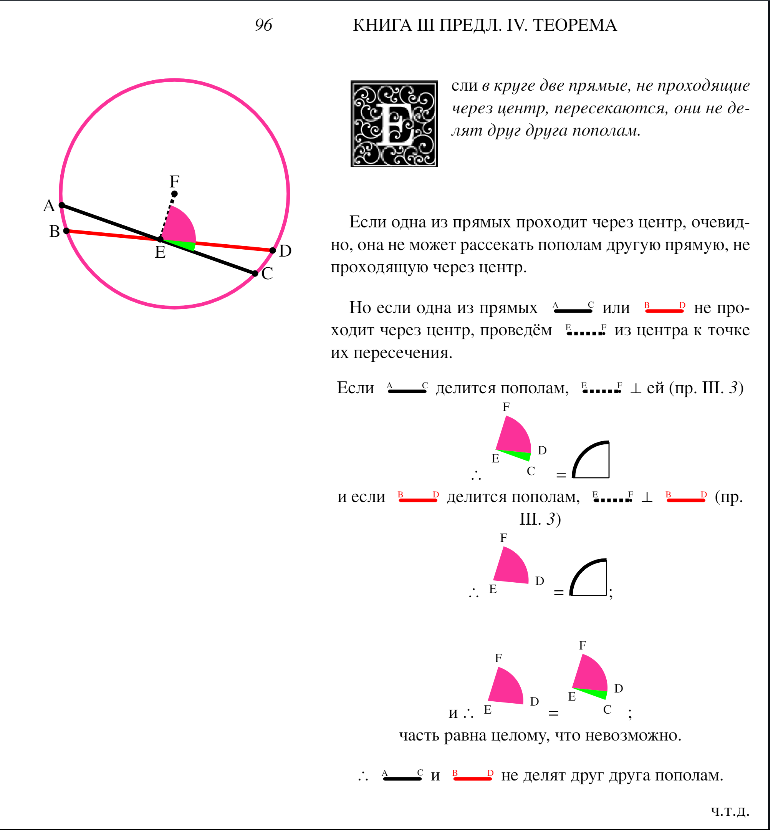 96 КНИГА III ПРЕДЛ. IV. ТЕОРЕМА
Если в круге две прямые, не проходящие
через центр, пересекаются, они не де-
лят друг друга пополам.
F
A
B
E
D
C
Если одна из прямых проходит через центр, очевид-
но, она не может рассекать пополам другую прямую, не
проходящую через центр.
Но если одна из прямых A C или B D не про-
ходит через центр, проведём E F из центра к точке
их пересечения.
Если A C делится пополам, E F ⊥ ей (пр. III. 3)
F
E D
C
∴ =
и если B D делится пополам, E F ⊥ B D (пр.
III. 3)
F
E D
∴ = ;
F F
E D E D
C
и ∴ = ;
часть равна целому, что невозможно.
∴ A C и B D не делят друг друга пополам.
ч.т.д.